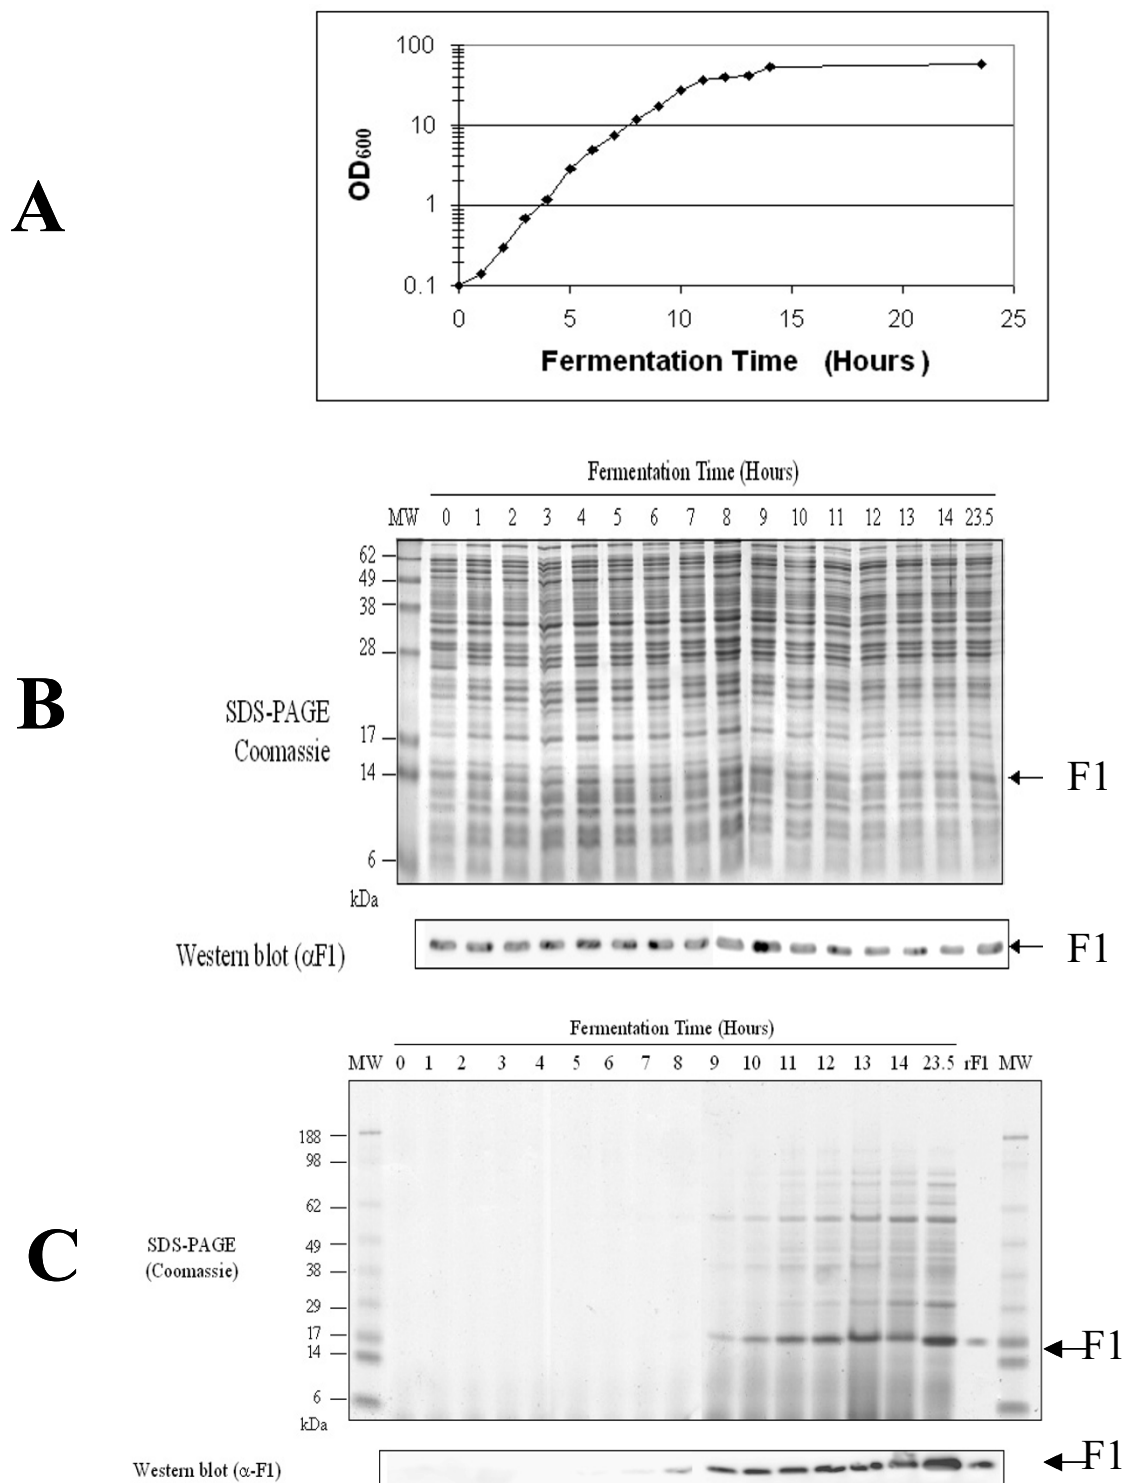 A
100
10
1
0.1
OD600
0 5 10 15 20 25
Fermentation Time (Hours)
B
Fermentation Time (Hours)
MW 0 1 2 3 4 5 6 7 8 9 10 11 12 13 14 23.5
62
49
38
28
17
14
6
kDa
SDS-PAGE
Coomassie
F1
Western blot (αF1)
F1
C
Fermentation Time (Hours)
MW 0 1 2 3 4 5 6 7 8 9 10 11 12 13 14 23.5 rF1 MW
188
98
62
49
38
29
17
14
6
kDa
SDS-PAGE
(Coomassie)
F1
Western blot (α-F1)
F1